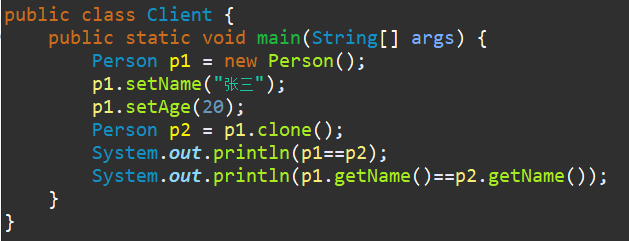 public class Client {
public static void main(String[] args) {
Person p1 = new Person();
p1.setName("张三");
p1.setAge(20);
Person p2 = p1.clone();
System.out.println(p1==p2);
System.out.println(p1.getName()==p2.getName());
}
}